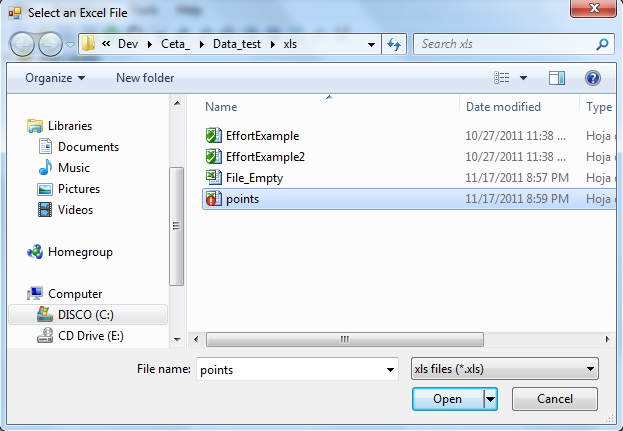 Select an Excel File
« Dev Ceta_ Data_test xls
Search xls
Organize New folder
Name Date modified Type
Libraries
Documents
Music
Pictures
Videos
Homegroup
Computer
DISCO (C:)
CD Drive (E:)
EffortExample 10/27/2011 11:38 ... Hoja
EffortExample2 10/27/2011 11:38 ... Hoja
File_Empty 11/17/2011 8:57 PM Hoja
points 11/17/2011 8:59 PM Hoja
File name: points xls files (*.xls)
Open Cancel